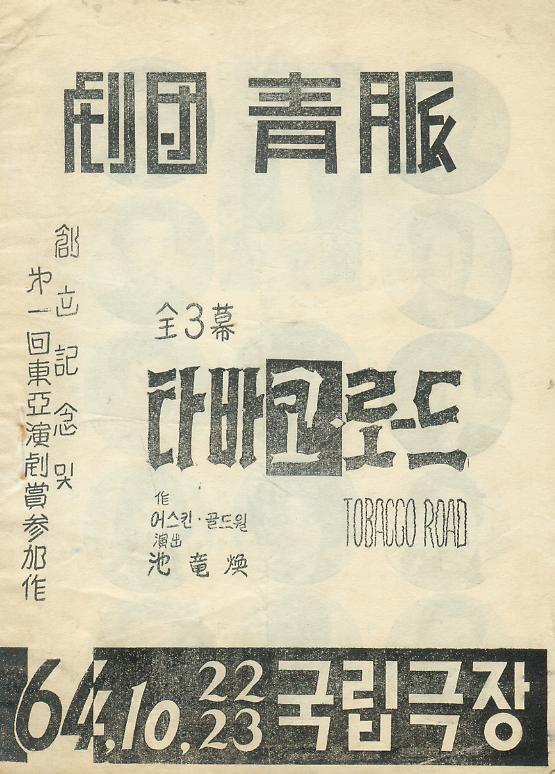 劇団 青脈
創立記念 및
第一回東亞演劇賞参加作
全3幕
타바코·로드
TOBACCO ROAD
作
어스킨·콜드웰
演出
池竜煥
64,10, 22 23 국립극장